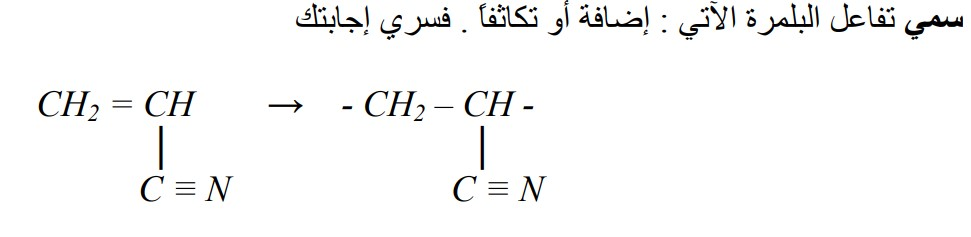 سمي تفاعل البلمرة الآتي : إضافة أو تكاثفاً . فسري إجابتك
CH₂ = CH → - CH₂ – CH -
| |
C ≡ N C ≡ N